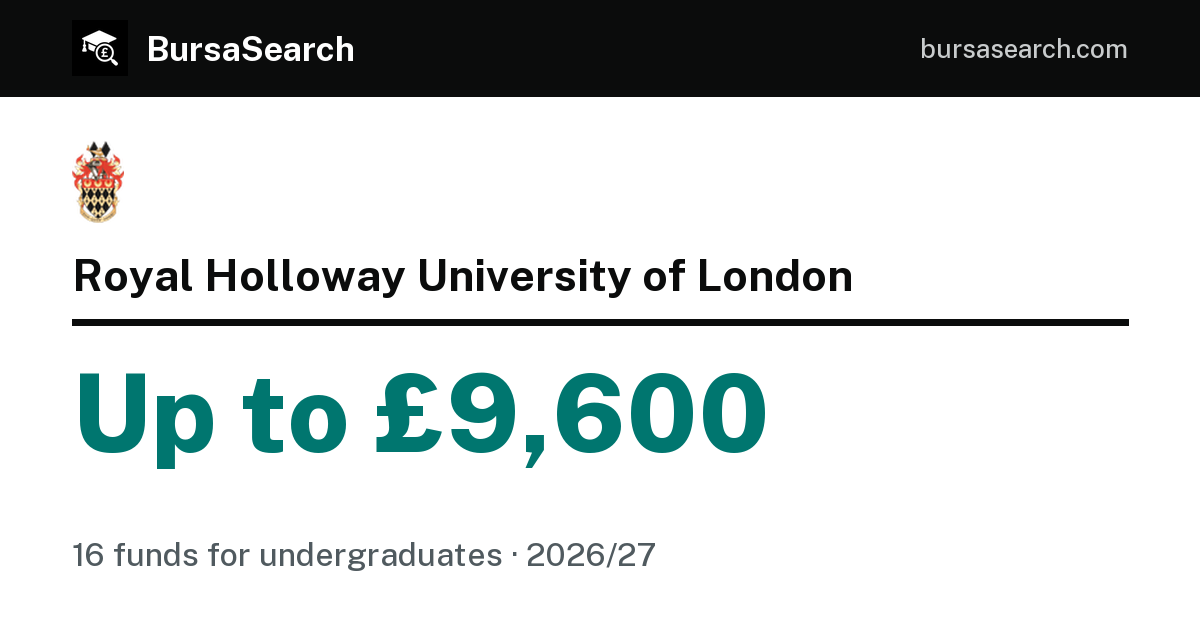 BursaSearch
bursasearch.com
Royal Holloway University of London
Up to £9,600
16 funds for undergraduates · 2026/27